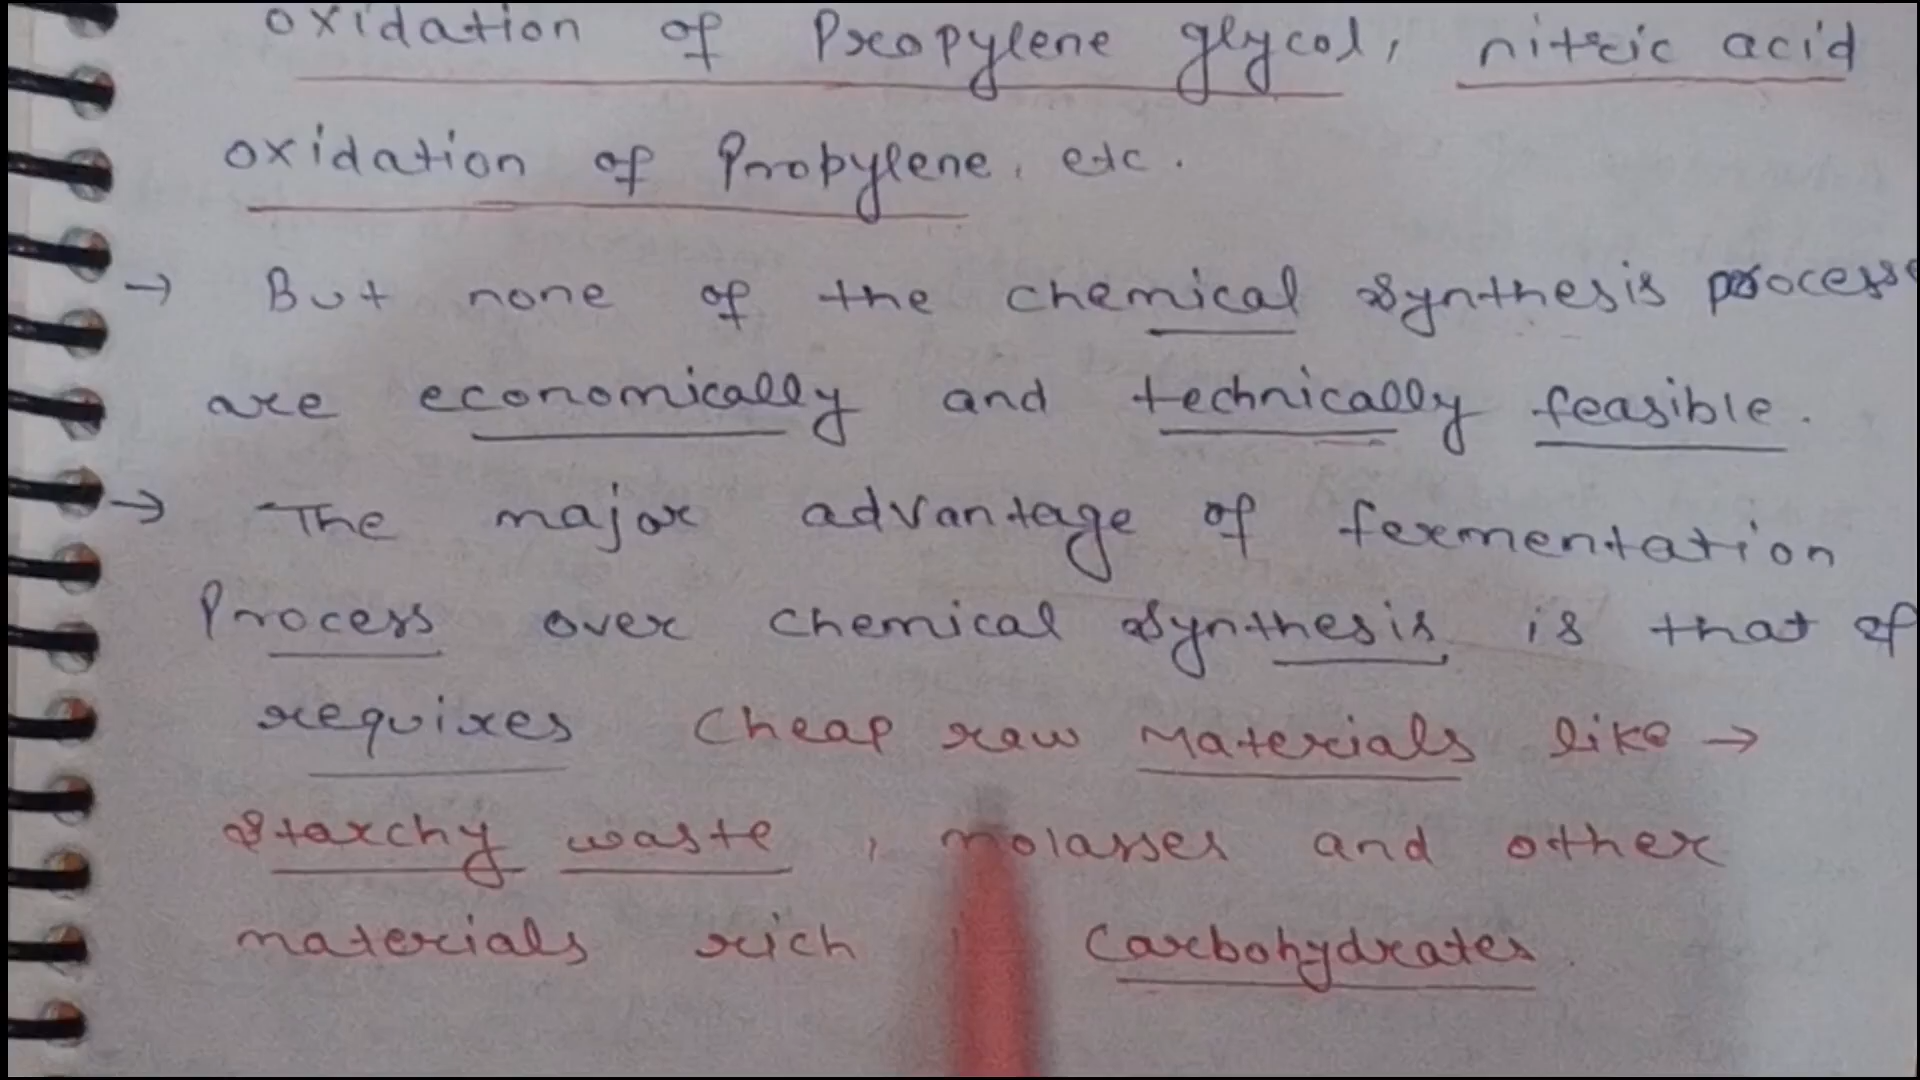 oxidation of Propylene glycol, nitric acid
oxidation of Propylene, etc.
→ But none of the chemical synthesis process
are economically and technically feasible.
→ The major advantage of fermentation
Process over chemical synthesis is that of
requires cheap raw materials like →
starchy waste, molasses and other
materials rich carbohydrates.